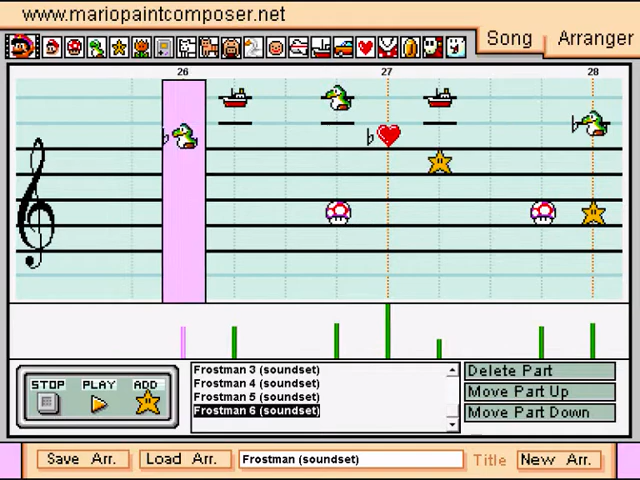 www.mariopaintcomposer.net
Song
Arranger
26
27
28
STOP
PLAY
ADD
Frostman 3 (soundset)
Frostman 4 (soundset)
Frostman 5 (soundset)
Frostman 6 (soundset)
Delete Part
Move Part Up
Move Part Down
Save Arr.
Load Arr.
Frostman (soundset)
Title
New Arr.